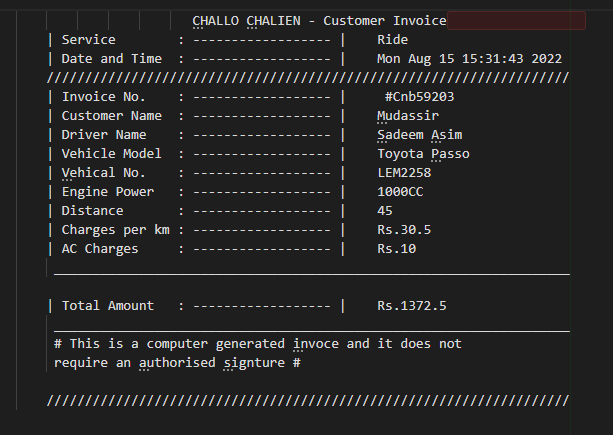 CHALLO CHALIEN - Customer Invoice
| Service : ------------------ | Ride
| Date and Time : ------------------ | Mon Aug 15 15:31:43 2022
////////////////////////////////////////////////////////////////////
| Invoice No. : ------------------ | #Cnb59203
| Customer Name : ------------------ | Mudassir
| Driver Name : ------------------ | Sadeem Asim
| Vehicle Model : ------------------ | Toyota Passo
| Vehical No. : ------------------ | LEM2258
| Engine Power : ------------------ | 1000CC
| Distance : ------------------ | 45
| Charges per km : ------------------ | Rs.30.5
| AC Charges : ------------------ | Rs.10
___________________________________________________________________
| Total Amount : ------------------ | Rs.1372.5
___________________________________________________________________
# This is a computer generated invoce and it does not
require an authorised signture #
////////////////////////////////////////////////////////////////////